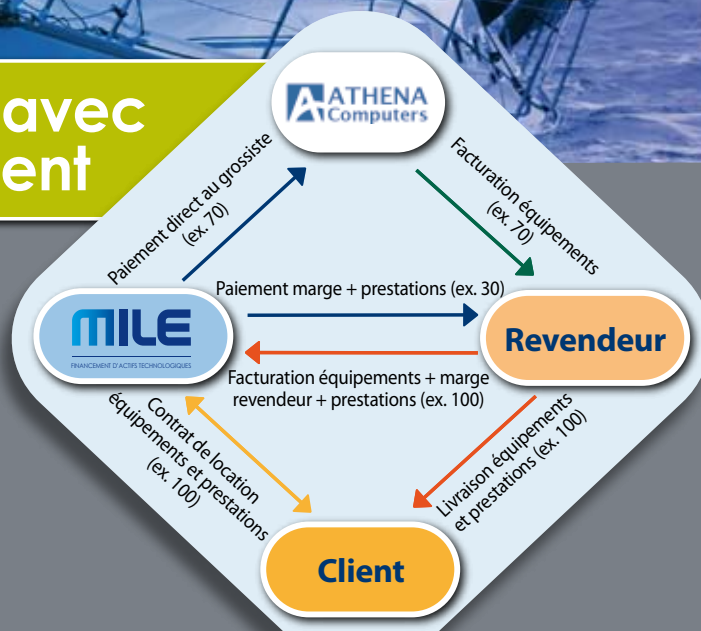 avec
ent
ATHENA
Computers
Paiement direct au grossiste
(ex. 70)
Facturation équipements
(ex. 70)
Paiement marge + prestations (ex. 30)
MILE
FINANCEMENT D'ACTIFS TECHNOLOGIQUES
Revendeur
Facturation équipements + marge
revendeur + prestations (ex. 100)
Contrat de location
équipements et prestations
(ex. 100)
Livraison équipements
et prestations (ex. 100)
Client